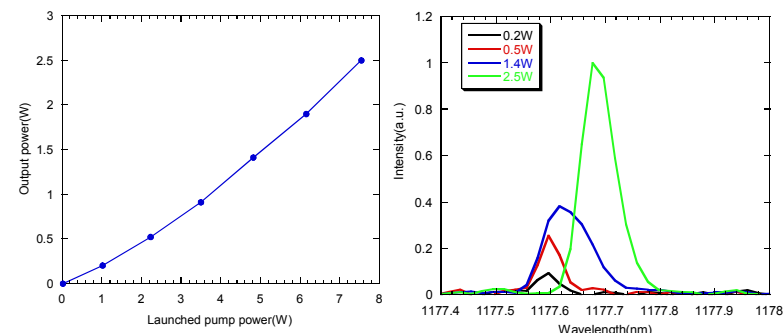 3
2.5
2
1.5
1
0.5
0
Output power(W)
0 1 2 3 4 5 6 7 8
Launched pump power(W)
1.2
1
0.8
0.6
0.4
0.2
0
Intensity(a.u.)
0.2W
0.5W
1.4W
2.5W
1177.4 1177.5 1177.6 1177.7 1177.8 1177.9 1178
Wavelength(nm)